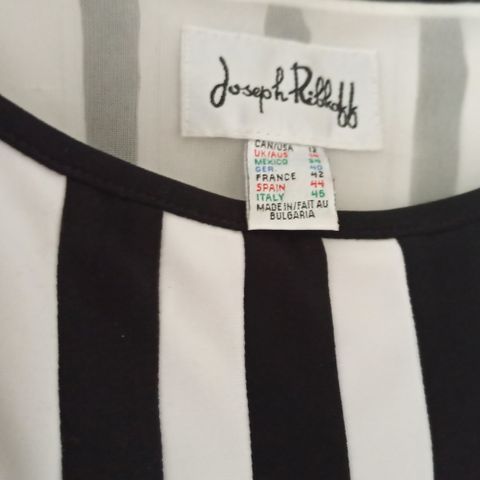 Joseph Ribkoff
CAN/USA 12
UK/AUS 14
MEXICO 34
GER. 40
FRANCE 42
SPAIN 44
ITALY 46
MADE IN/FAIT AU
BULGARIA